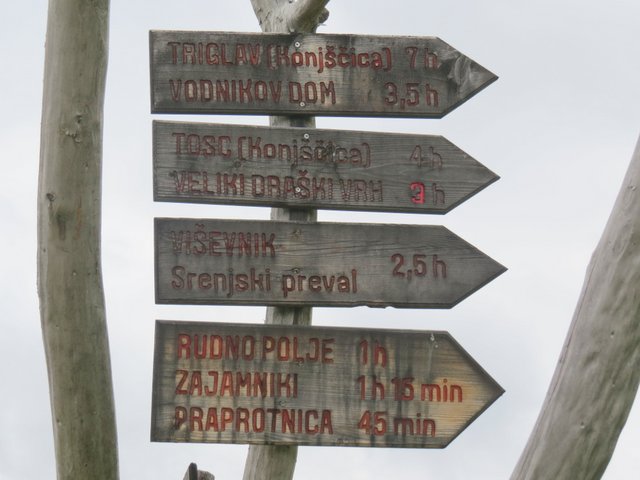 TRIGLAV (Konjščica) 7 h
VODNIKOV DOM 3,5 h
TOSC (Konjščica) 4 h
VELIKI DRAŠKI VRH 3 h
VIŠEVNIK
Srenjski preval 2,5 h
RUDNO POLJE 1 h
ZAJAMNIKI 1 h 15 min
PRAPROTNICA 45 min